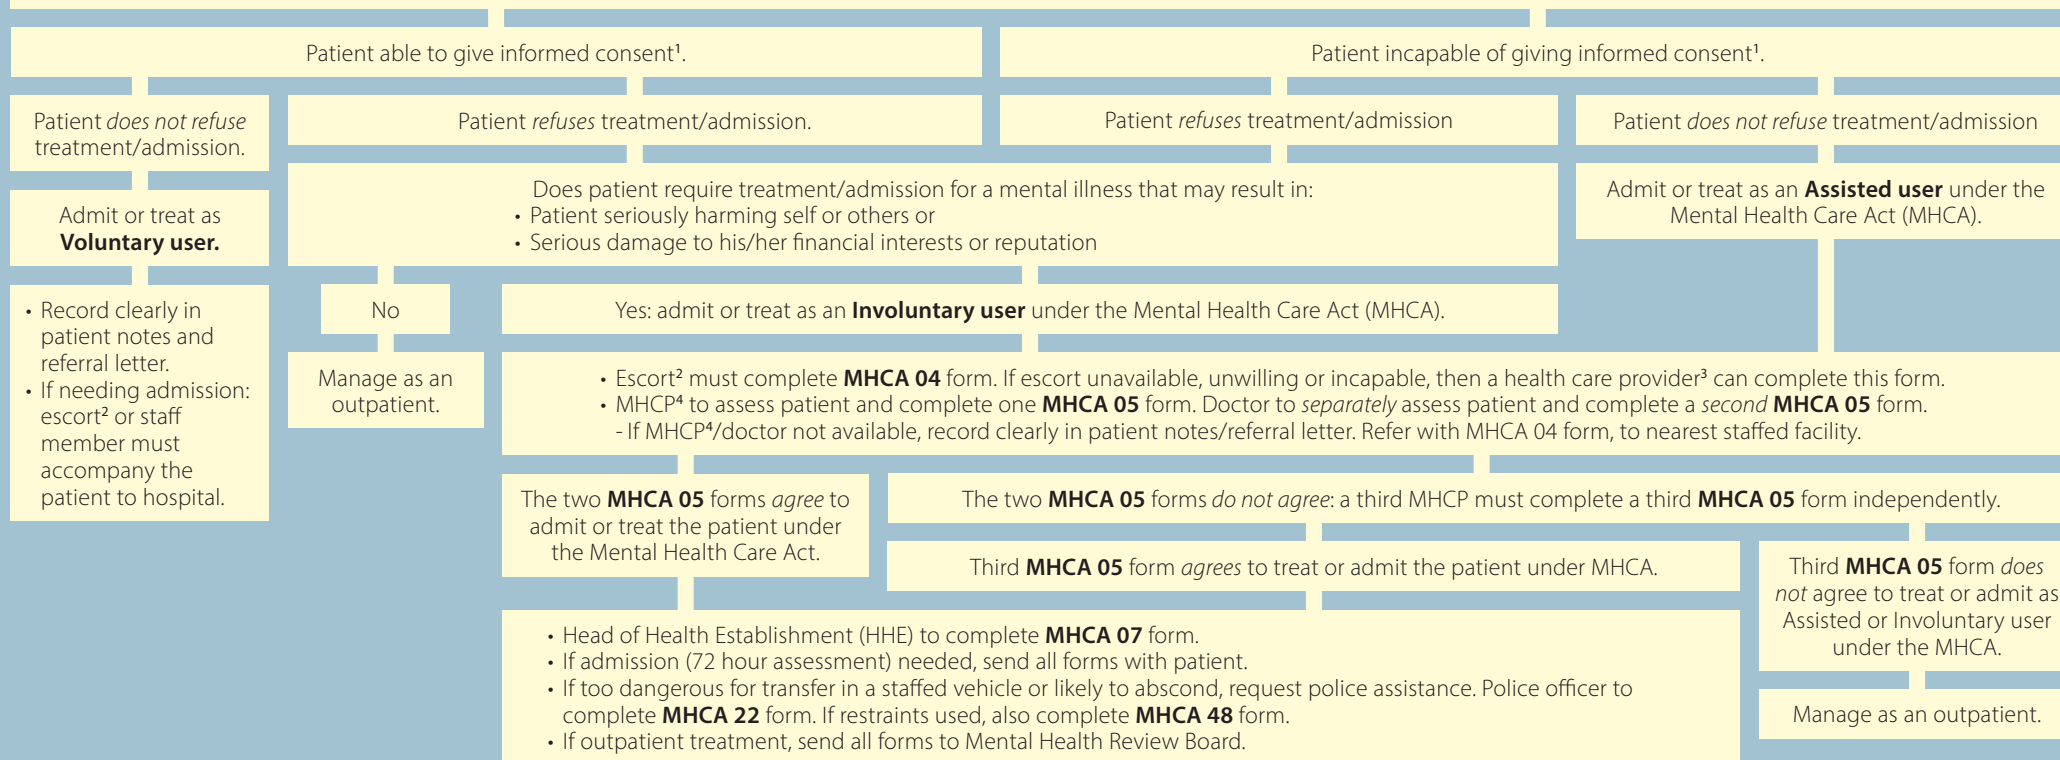 Patient able to give informed consent¹.
Patient incapable of giving informed consent¹.
Patient does not refuse
treatment/admission.
Patient refuses treatment/admission.
Patient refuses treatment/admission
Patient does not refuse treatment/admission
Admit or treat as
Voluntary user.
Does patient require treatment/admission for a mental illness that may result in:
• Patient seriously harming self or others or
• Serious damage to his/her financial interests or reputation
Admit or treat as an Assisted user under the
Mental Health Care Act (MHCA).
• Record clearly in
patient notes and
referral letter.
• If needing admission:
escort² or staff
member must
accompany the
patient to hospital.
No
Yes: admit or treat as an Involuntary user under the Mental Health Care Act (MHCA).
Manage as an
outpatient.
• Escort² must complete MHCA 04 form. If escort unavailable, unwilling or incapable, then a health care provider³ can complete this form.
• MHCP⁴ to assess patient and complete one MHCA 05 form. Doctor to separately assess patient and complete a second MHCA 05 form.
- If MHCP⁴/doctor not available, record clearly in patient notes/referral letter. Refer with MHCA 04 form, to nearest staffed facility.
The two MHCA 05 forms agree to
admit or treat the patient under
the Mental Health Care Act.
The two MHCA 05 forms do not agree: a third MHCP must complete a third MHCA 05 form independently.
Third MHCA 05 form agrees to treat or admit the patient under MHCA.
Third MHCA 05 form does
not agree to treat or admit as
Assisted or Involuntary user
under the MHCA.
• Head of Health Establishment (HHE) to complete MHCA 07 form.
• If admission (72 hour assessment) needed, send all forms with patient.
• If too dangerous for transfer in a staffed vehicle or likely to abscond, request police assistance. Police officer to
complete MHCA 22 form. If restraints used, also complete MHCA 48 form.
• If outpatient treatment, send all forms to Mental Health Review Board.
Manage as an outpatient.